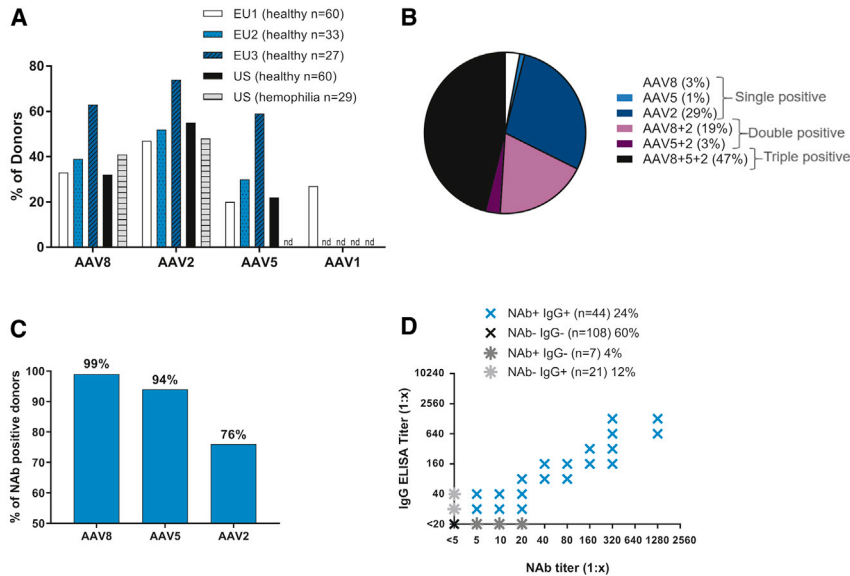 A
EU1 (healthy n=60)
EU2 (healthy n=33)
EU3 (healthy n=27)
US (healthy n=60)
US (hemophilia n=29)
% of Donors
80
60
40
20
0
nd
nd nd nd nd
AAV8 AAV2 AAV5 AAV1
B
AAV8 (3%)
AAV5 (1%)
AAV2 (29%)
Single positive
AAV8+2 (19%)
AAV5+2 (3%)
Double positive
AAV8+5+2 (47%)
Triple positive
C
% of NAb positive donors
100
90
80
70
60
50
99%
94%
76%
AAV8 AAV5 AAV2
D
NAb+ IgG+ (n=44) 24%
NAb- IgG- (n=108) 60%
NAb+ IgG- (n=7) 4%
NAb- IgG+ (n=21) 12%
IgG ELISA Titer (1:x)
10240
2560
640
160
40
<20
<5 5 10 20 40 80 160 320 640 1280 2560
NAb titer (1:x)